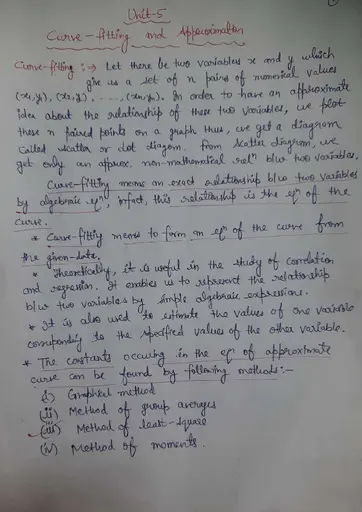 Unit-5
Curve-fitting and Approximation
Curve-fitting :→ Let there be two variables x and y which
give us a set of n pairs of numerical values
(x₁,y₁), (x₂,y₂), ...., (xₙ,yₙ). In order to have an approximate
idea about the relationship of these two variables, we plot
these n paired points on a graph thus, we get a diagram
called scatter or dot diagram. From scatter diagram, we
get only an approx. non-mathematical relⁿ b/w two variables.
Curve-fitting means an exact relationship b/w two variables
by algebraic eqⁿ, infact, this relationship is the eqⁿ of the
curve.
* Curve-fitting means to form an eqⁿ of the curve from
the given data.
* Theoretically, it is useful in the study of correlation
and regression. It enables us to represent the relationship
b/w two variables by simple algebraic expressions.
* It is also used to estimate the values of one variable
corresponding to the specified values of the other variable.
* The constants occuring in the eqⁿ of approximate
curve can be found by following methods:-
(i) Graphical method
(ii) Method of group averages
(iii) Method of least-square
(iv) Method of moments.